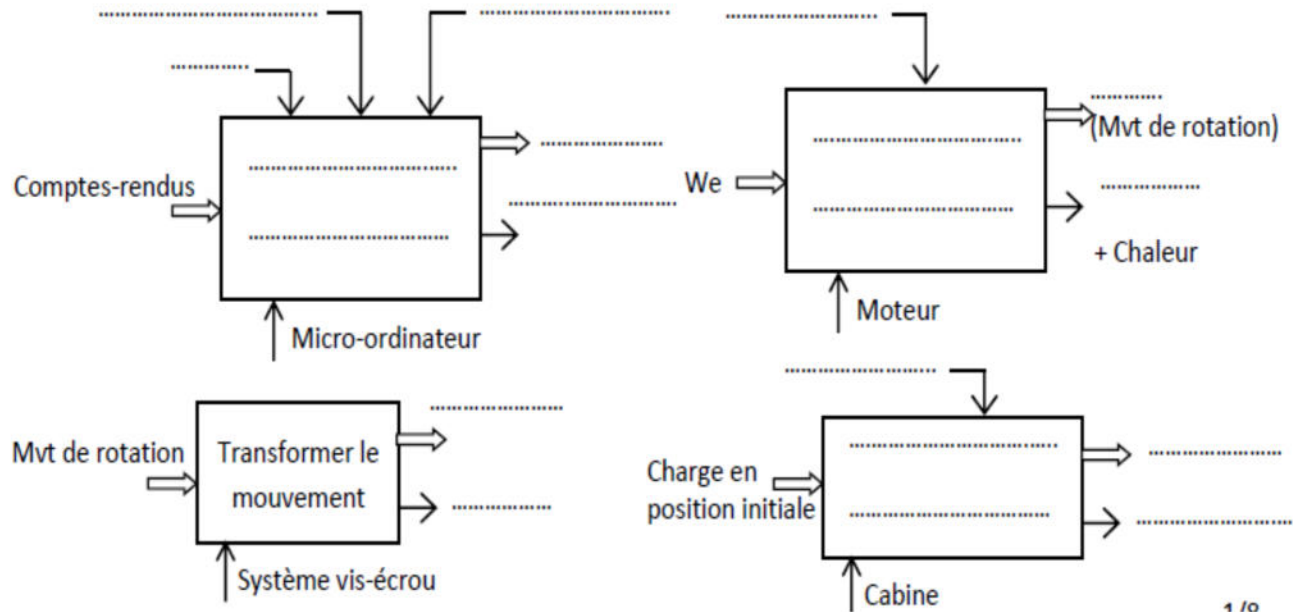 Comptes-rendus
Micro-ordinateur
We
(Mvt de rotation)
+ Chaleur
Moteur
Mvt de rotation
Transformer le
mouvement
Système vis-écrou
Charge en
position initiale
Cabine